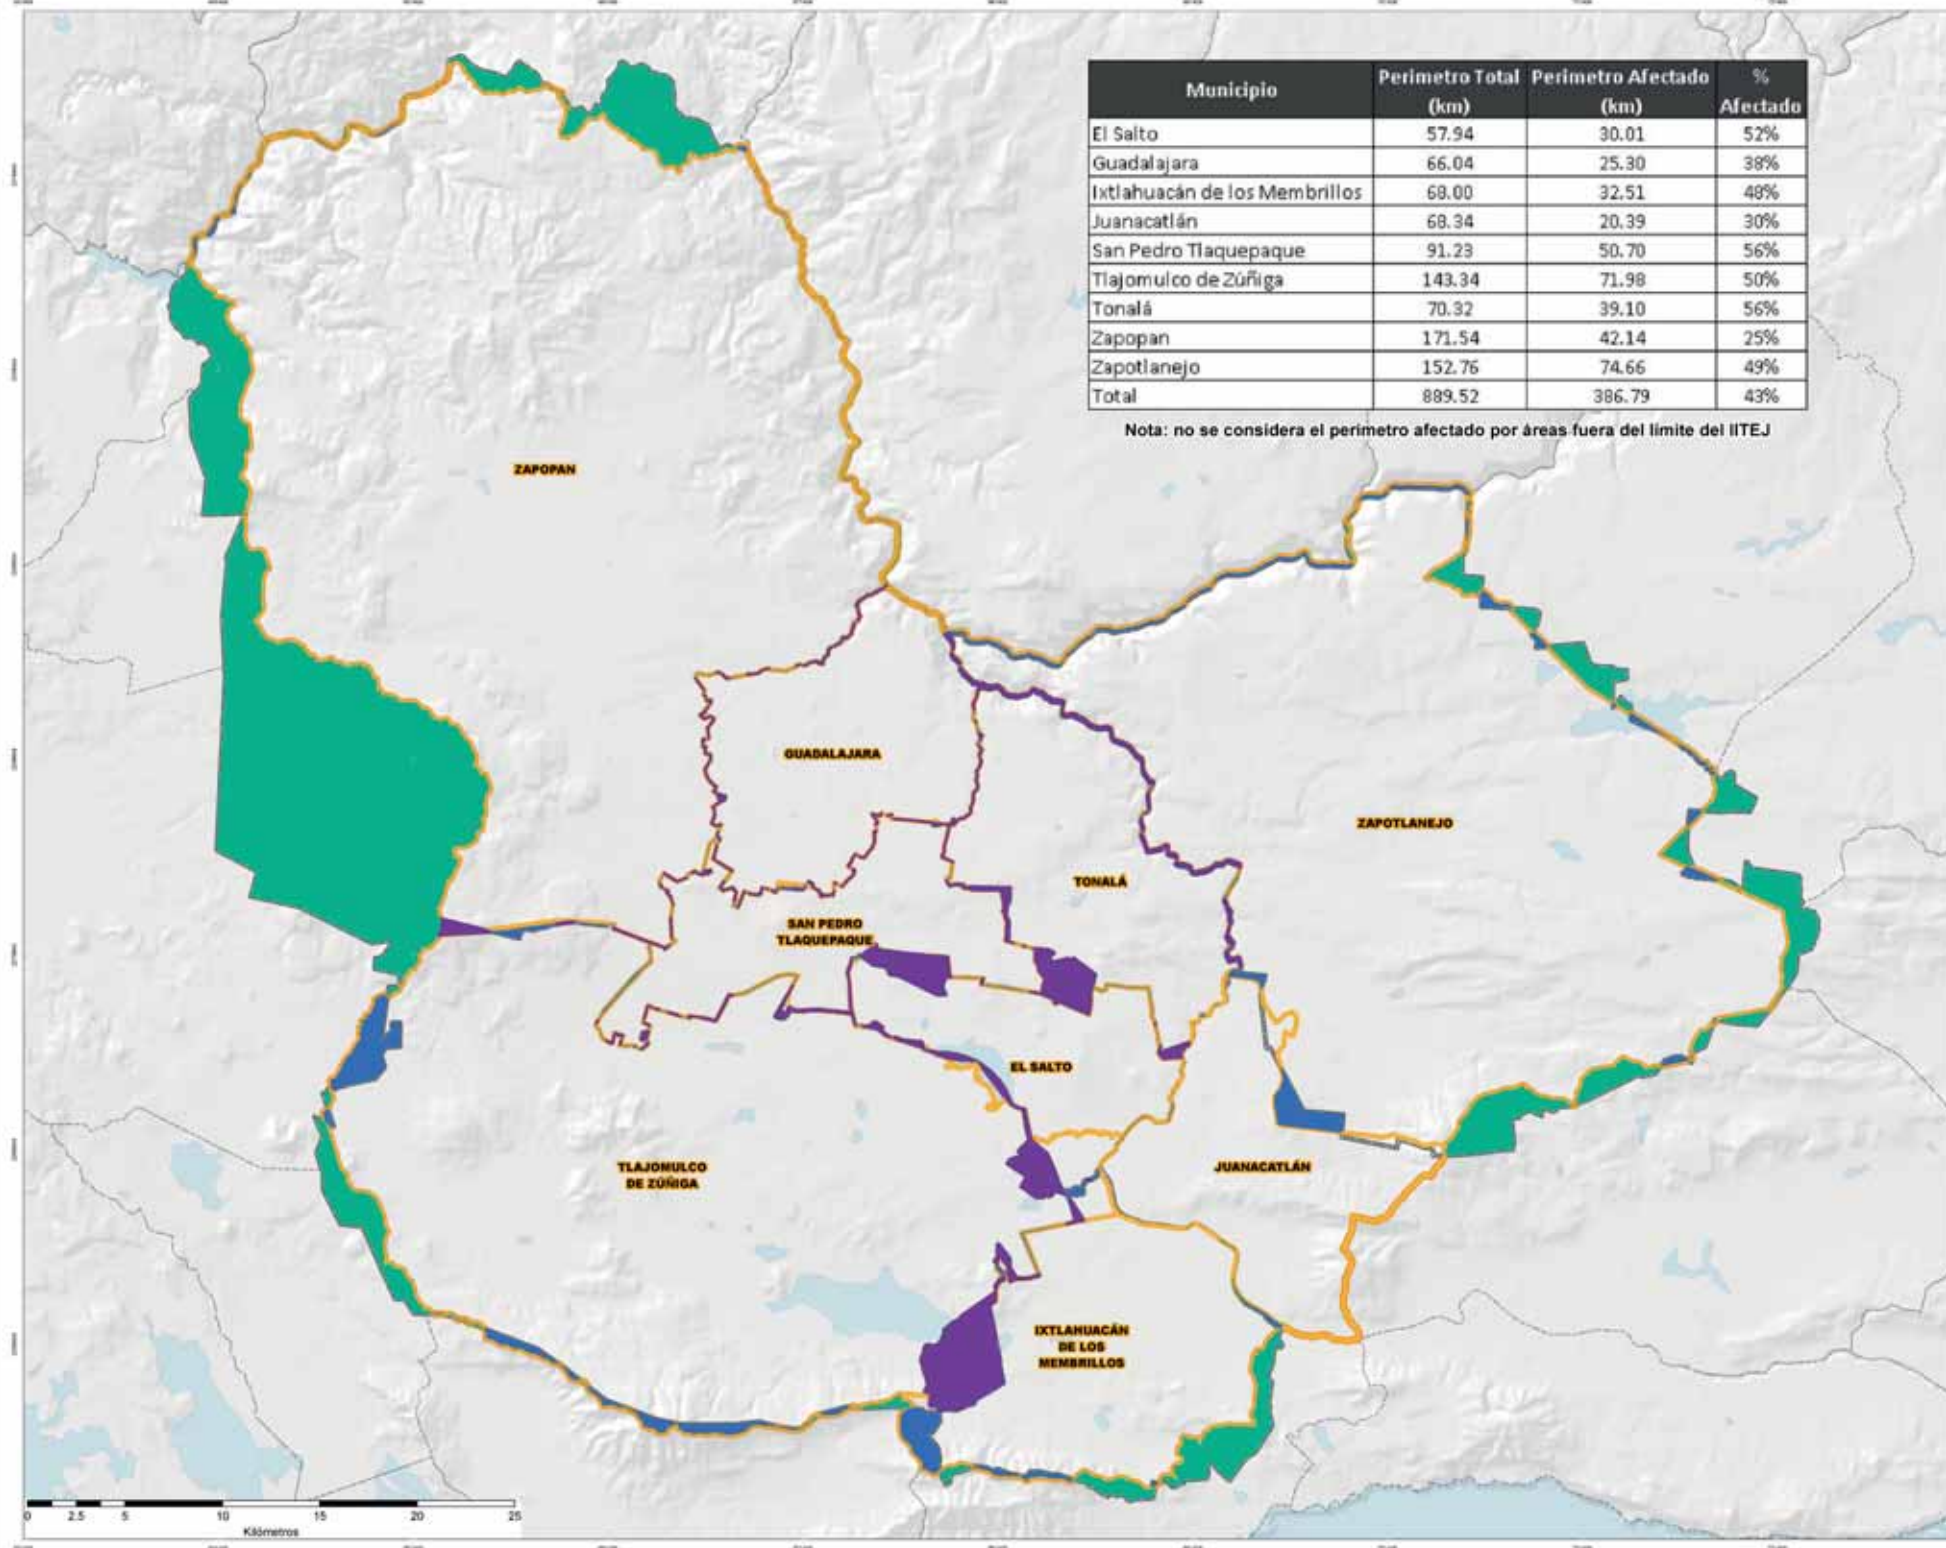 Municipio Perimetro Total (km) Perimetro Afectado (km) % Afectado
El Salto 57.94 30.01 52%
Guadalajara 66.04 25.30 38%
Ixtlahuacán de los Membrillos 68.00 32.51 48%
Juanacatlán 68.34 20.39 30%
San Pedro Tlaquepaque 91.23 50.70 56%
Tlajomulco de Zúñiga 143.34 71.98 50%
Tonalá 70.32 39.10 56%
Zapopan 171.54 42.14 25%
Zapotlanejo 152.76 74.66 49%
Total 889.52 386.79 43%
Nota: no se considera el perimetro afectado por áreas fuera del límite del IITEJ
ZAPOPAN
GUADALAJARA
ZAPOTLANEJO
TONALÁ
SAN PEDRO
TLAQUEPAQUE
EL SALTO
TLAJOMULCO
DE ZÚÑIGA
JUANACATLÁN
IXTLAHUACÁN
DE LOS
MEMBRILLOS
0 2.5 5 10 15 20 25
Kilómetros